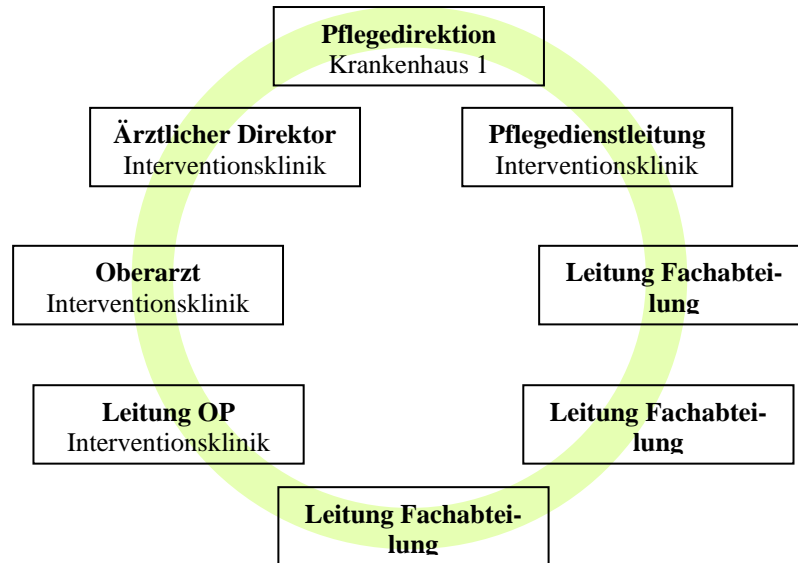 Pflegedirektion
Krankenhaus 1
Ärztlicher Direktor
Interventionsklinik
Pflegedienstleitung
Interventionsklinik
Oberarzt
Interventionsklinik
Leitung Fachabtei-
lung
Leitung OP
Interventionsklinik
Leitung Fachabtei-
lung
Leitung Fachabtei-
lung